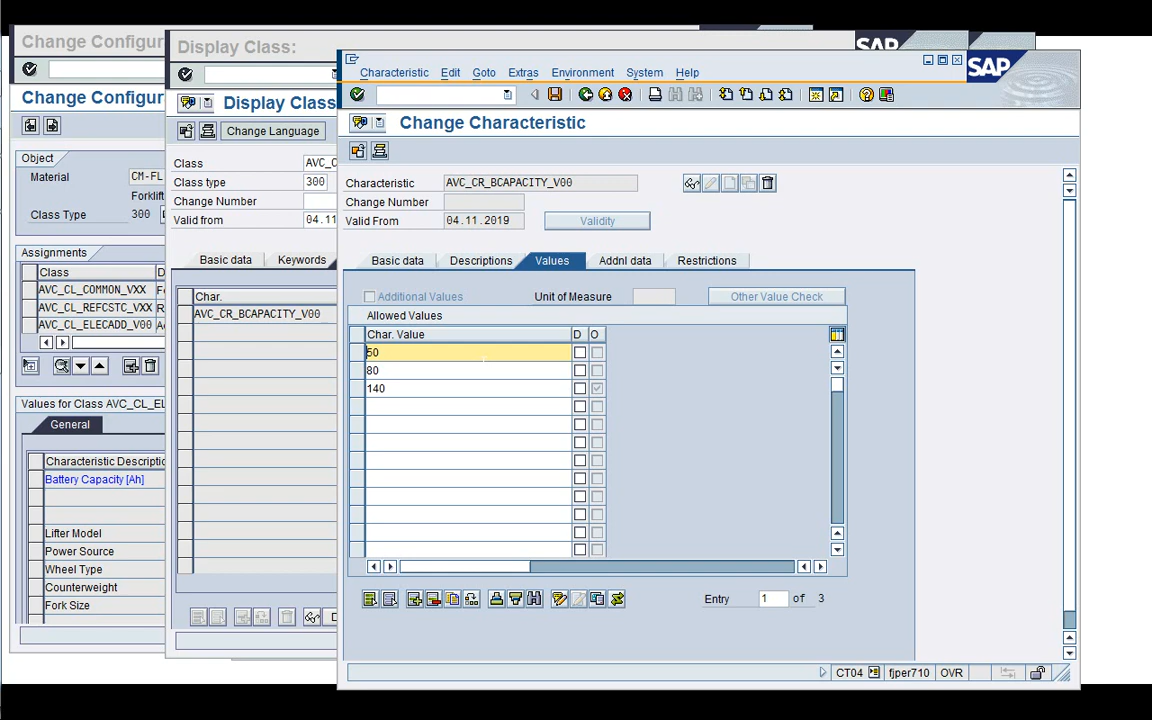 Change Configur
Change Configur
Object
Material
CM-FL
Forklift
Class Type
300
Assignments
Class
AVC_CL_COMMON_VXX
AVC_CL_REFCSTC_VXX
AVC_CL_ELECADD_V00
Values for Class AVC_CL_EL
General
Characteristic Descriptio
Battery Capacity [Ah]
Lifter Model
Power Source
Wheel Type
Counterweight
Fork Size
Display Class:
SAP
Display Class
Change Language
Class
AVC_C
Class type
300
Change Number
Valid from
04.11
Basic data
Keywords
Char.
AVC_CR_BCAPACITY_V00
Characteristic Edit Goto Extras Environment System Help
SAP
Change Characteristic
Characteristic
AVC_CR_BCAPACITY_V00
Change Number
Valid From
04.11.2019
Validity
Basic data Descriptions Values Addnl data Restrictions
Additional Values
Unit of Measure
Other Value Check
Allowed Values
Char. Value D O
50
80
140
Entry 1 of 3
CT04 fjper710 OVR